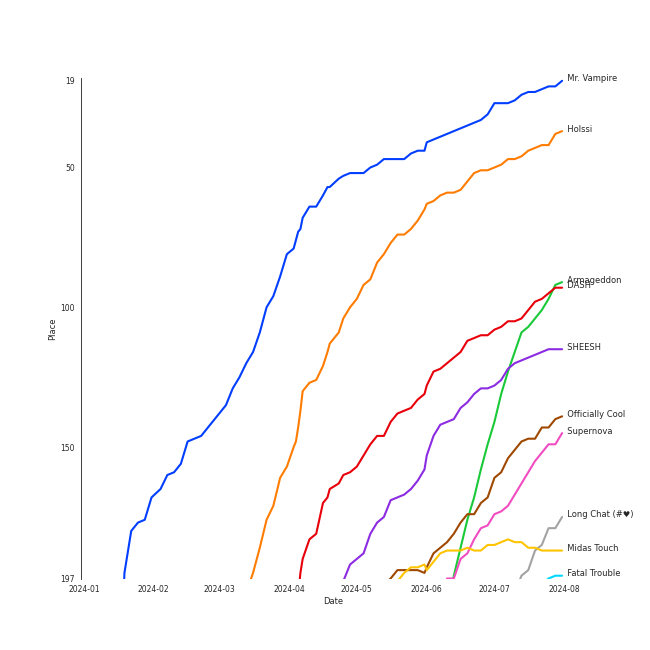 19
50
100
150
197
Place
2024-01
2024-02
2024-03
2024-04
2024-05
2024-06
2024-07
2024-08
Date
Mr. Vampire
Holssi
Armageddon
DASH
SHEESH
Officially Cool
Supernova
Long Chat (#♥)
Midas Touch
Fatal Trouble